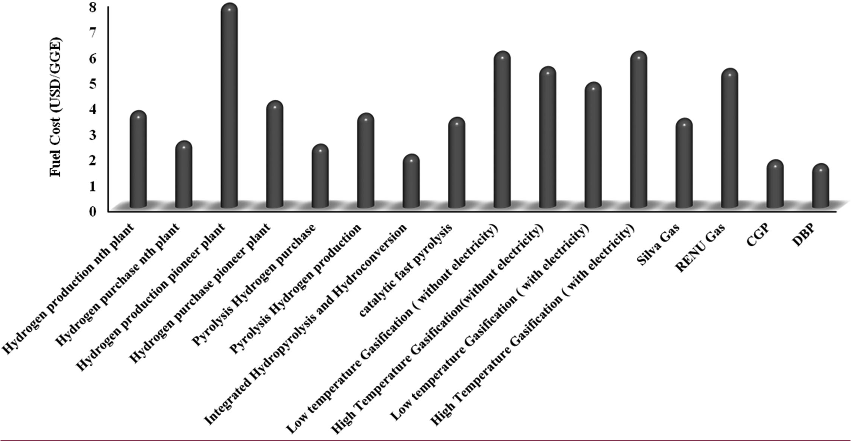 Fuel Cost (USD/GGE)
8
7
6
5
4
3
2
1
0
Hydrogen production nth plant
Hydrogen purchase nth plant
Hydrogen production pioneer plant
Hydrogen purchase pioneer plant
Pyrolysis Hydrogen purchase
Pyrolysis Hydrogen production
Integrated Hydropyrolysis and Hydroconversion
catalytic fast pyrolysis
Low temperature Gasification ( without electricity)
High Temperature Gasification(without electricity)
Low temperature Gasification ( with electricity)
High Temperature Gasification ( with electricity)
Silva Gas
RENU Gas
CGP
DBP